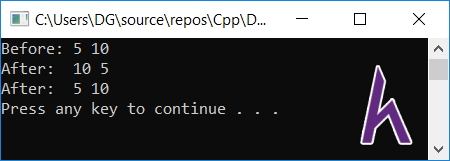 C:\Users\DG\source\repos\Cpp\D...
Before: 5 10
After:  10 5
After:  5 10
Press any key to continue . . .